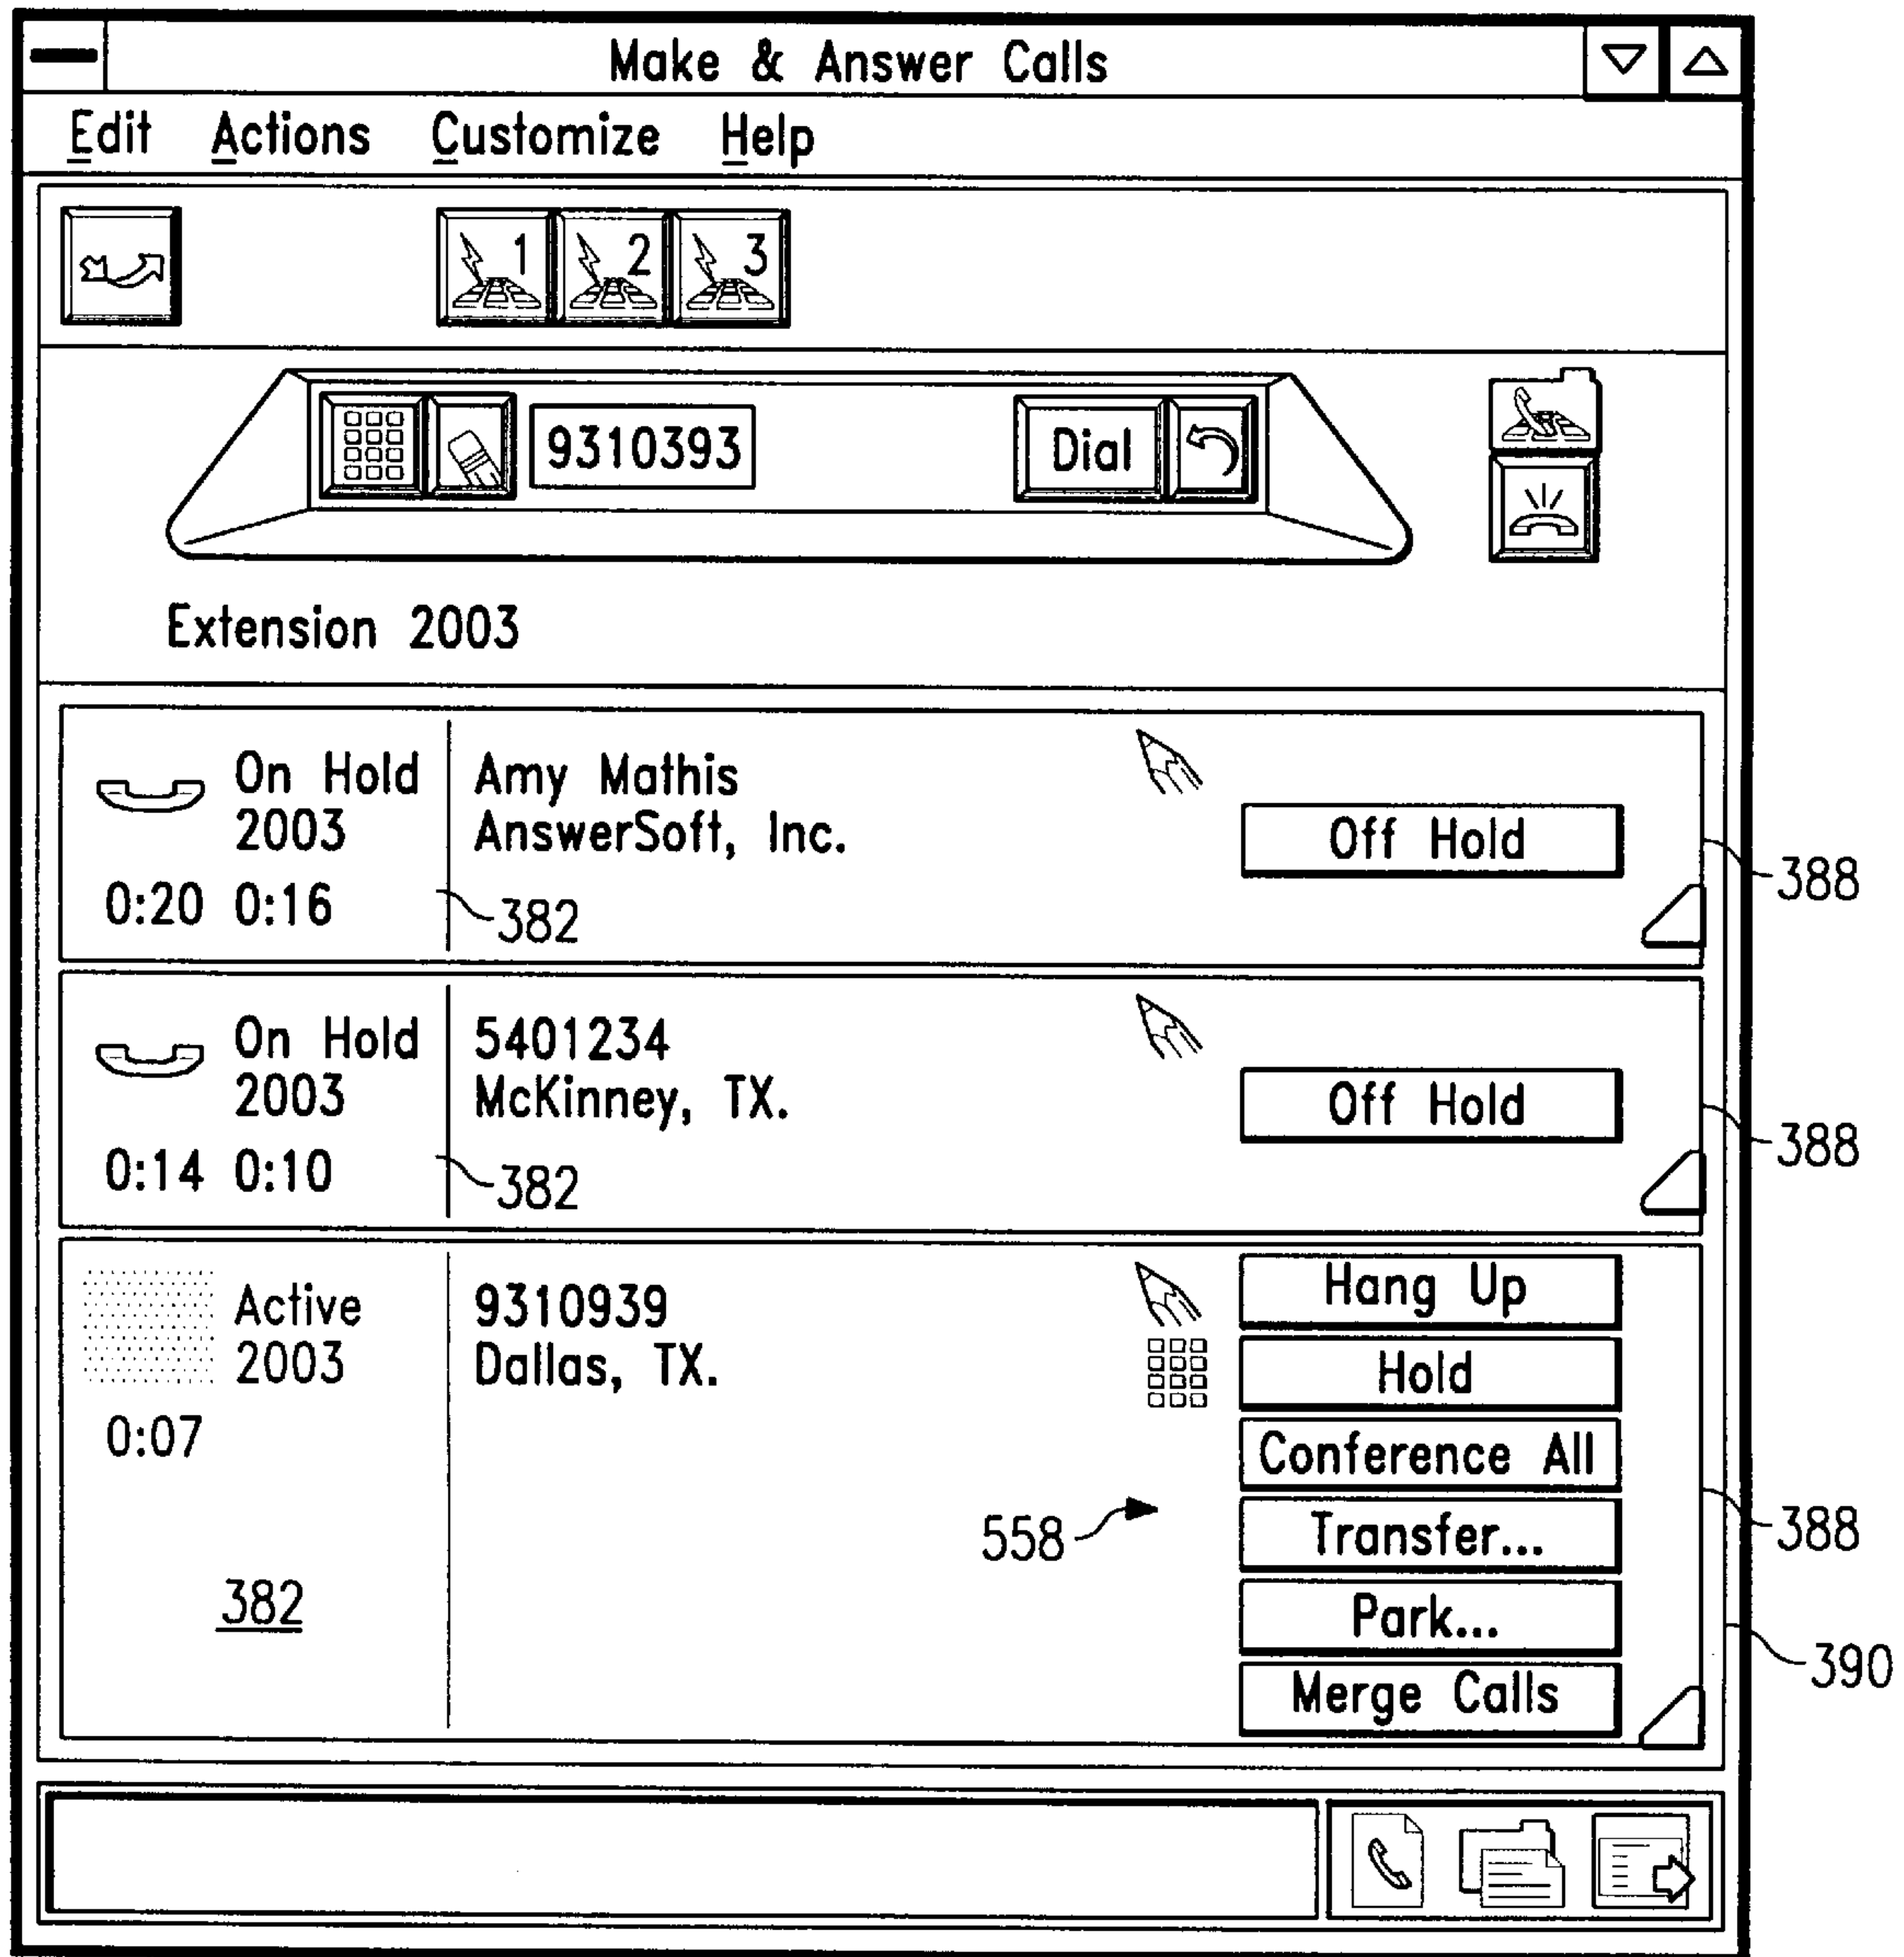 Make & Answer Calls
Edit Actions Customize Help
1 2 3
9310393 Dial
Extension 2003
On Hold
2003
0:20 0:16
382
Amy Mathis
AnswerSoft, Inc.
Off Hold
388
On Hold
2003
0:14 0:10
382
5401234
McKinney, TX.
Off Hold
388
Active
2003
0:07
382
9310939
Dallas, TX.
558
Hang Up
Hold
Conference All
Transfer...
Park...
Merge Calls
388
390